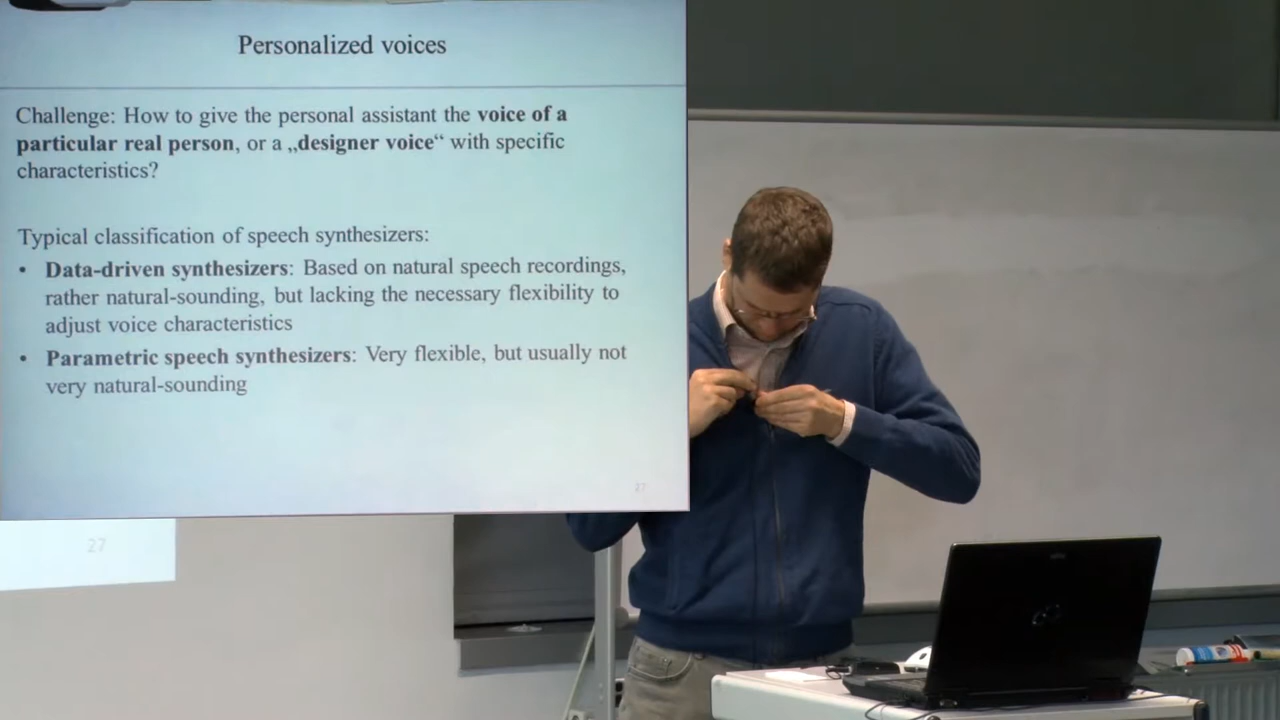 Personalized voices
Challenge: How to give the personal assistant the voice of a
particular real person, or a „designer voice“ with specific
characteristics?
Typical classification of speech synthesizers:
• Data-driven synthesizers: Based on natural speech recordings,
rather natural-sounding, but lacking the necessary flexibility to
adjust voice characteristics
• Parametric speech synthesizers: Very flexible, but usually not
very natural-sounding
27
27